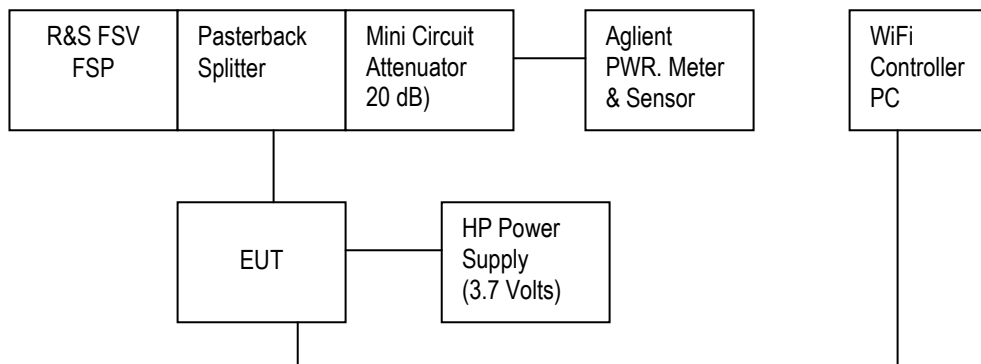 R&S FSV
FSP
Pasterback
Splitter
Mini Circuit
Attenuator
20 dB)
Aglient
PWR. Meter
& Sensor
WiFi
Controller
PC
EUT
HP Power
Supply
(3.7 Volts)